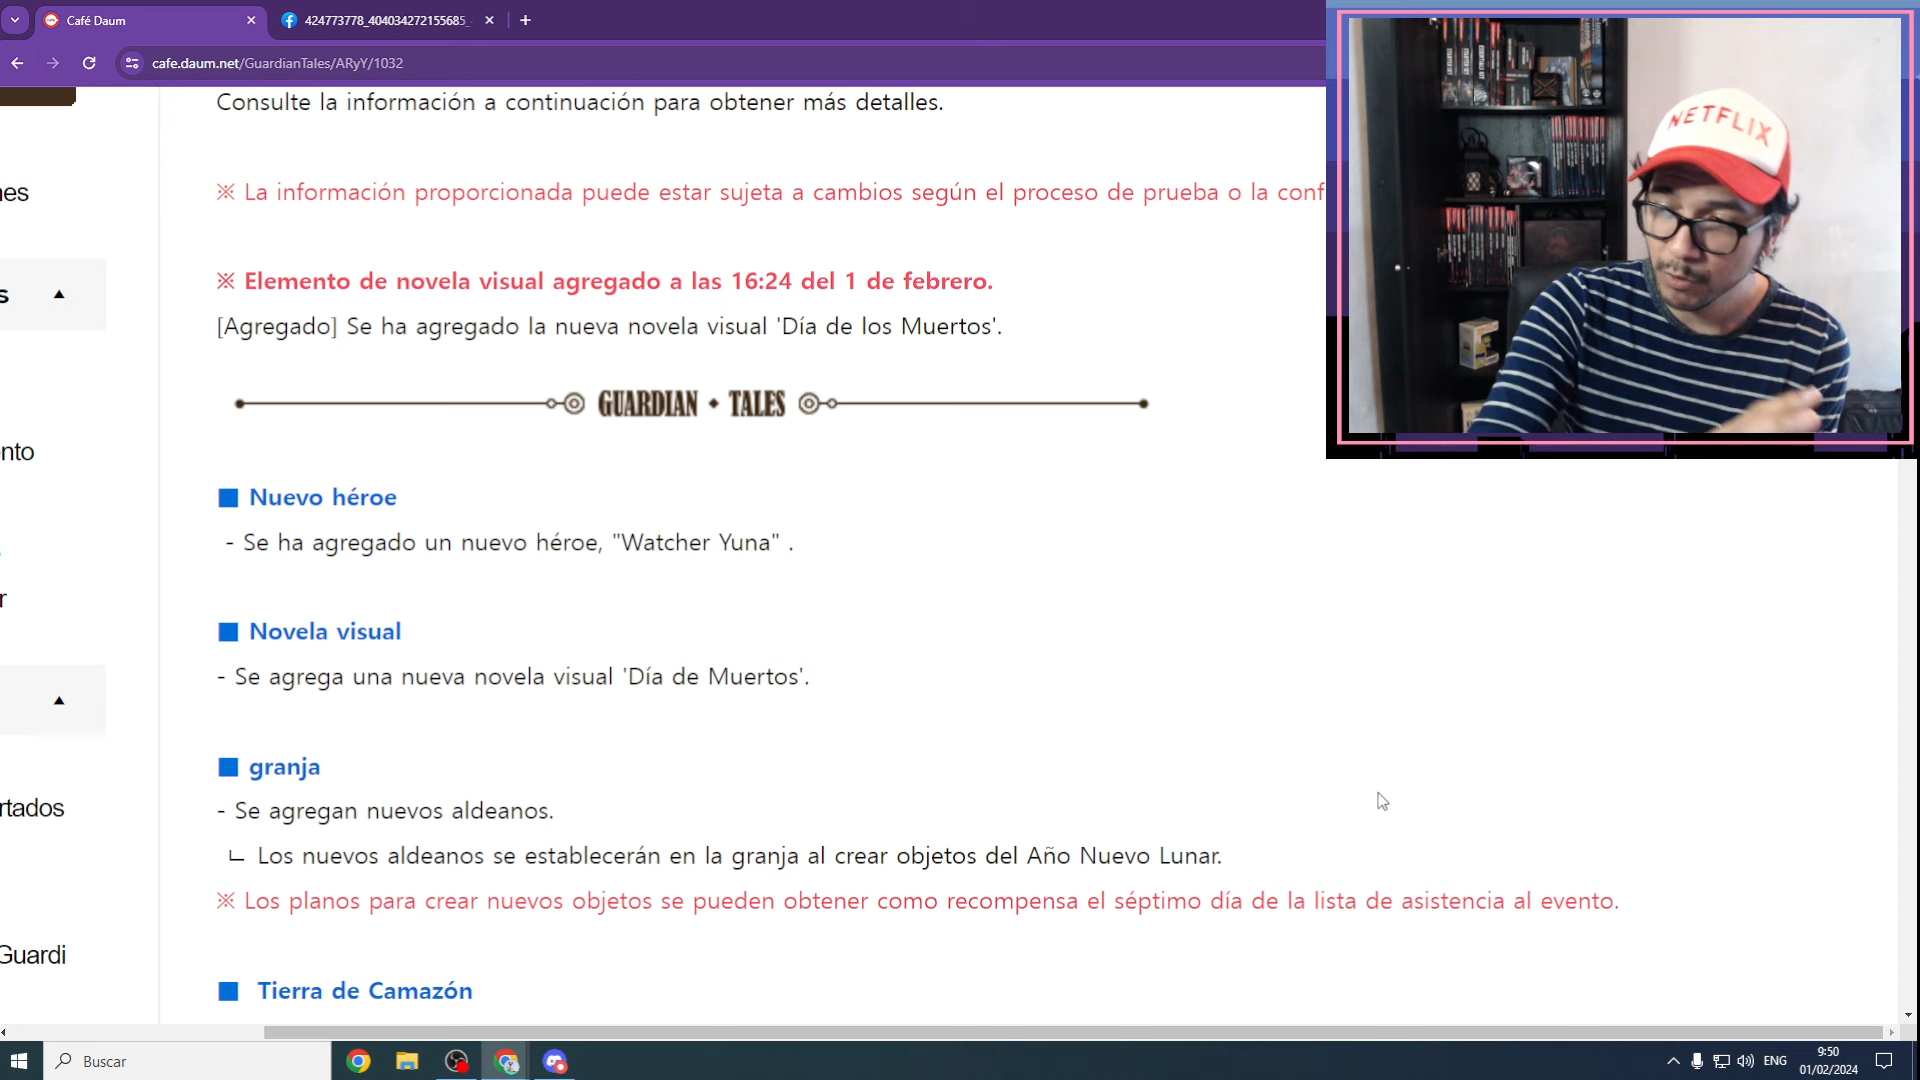 Café Daum
424773778_404034272155685_
cafe.daum.net/GuardianTales/ARyY/1032
Consulte la información a continuación para obtener más detalles.
※ La información proporcionada puede estar sujeta a cambios según el proceso de prueba o la conf
※ Elemento de novela visual agregado a las 16:24 del 1 de febrero.
[Agregado] Se ha agregado la nueva novela visual 'Día de los Muertos'.
GUARDIAN TALES
NETFLIX
nes
s
nto
r
rtados
Guardi
Nuevo héroe
- Se ha agregado un nuevo héroe, "Watcher Yuna" .
Novela visual
- Se agrega una nueva novela visual 'Día de Muertos'.
granja
- Se agregan nuevos aldeanos.
ㄴ Los nuevos aldeanos se establecerán en la granja al crear objetos del Año Nuevo Lunar.
※ Los planos para crear nuevos objetos se pueden obtener como recompensa el séptimo día de la lista de asistencia al evento.
Tierra de Camazón
Buscar
ENG
9:50
01/02/2024